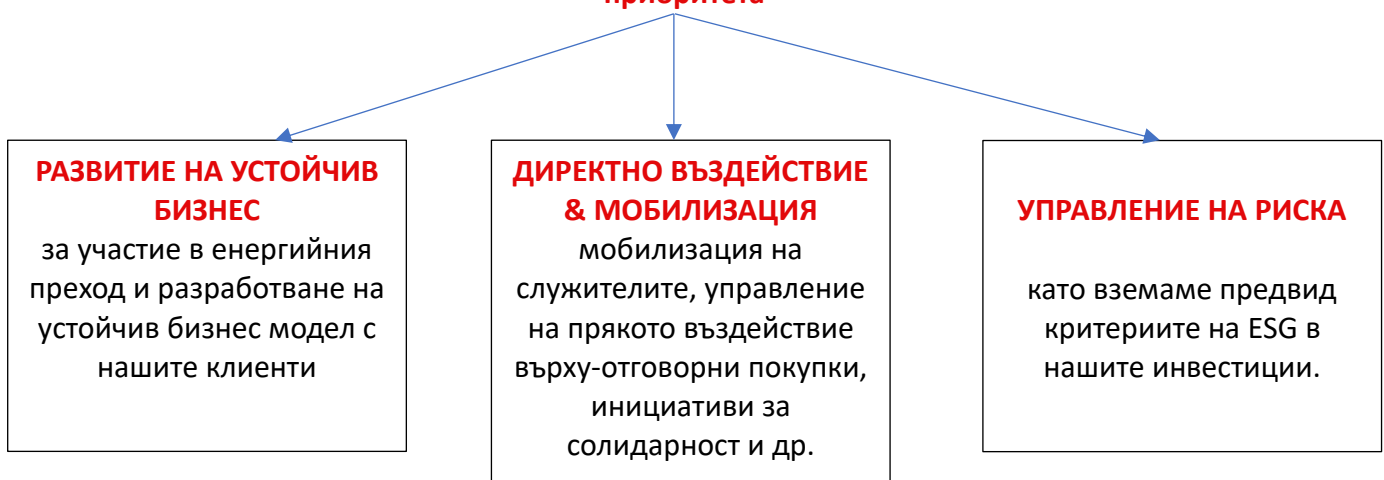 приоритета
РАЗВИТИЕ НА УСТОЙЧИВ
БИЗНЕС
за участие в енергийния
преход и разработване на
устойчив бизнес модел с
нашите клиенти
ДИРЕКТНО ВЪЗДЕЙСТВИЕ
& МОБИЛИЗАЦИЯ
мобилизация на
служителите, управление
на прякото въздействие
върху-отговорни покупки,
инициативи за
солидарност и др.
УПРАВЛЕНИЕ НА РИСКА
като вземаме предвид
критериите на ESG в
нашите инвестиции.